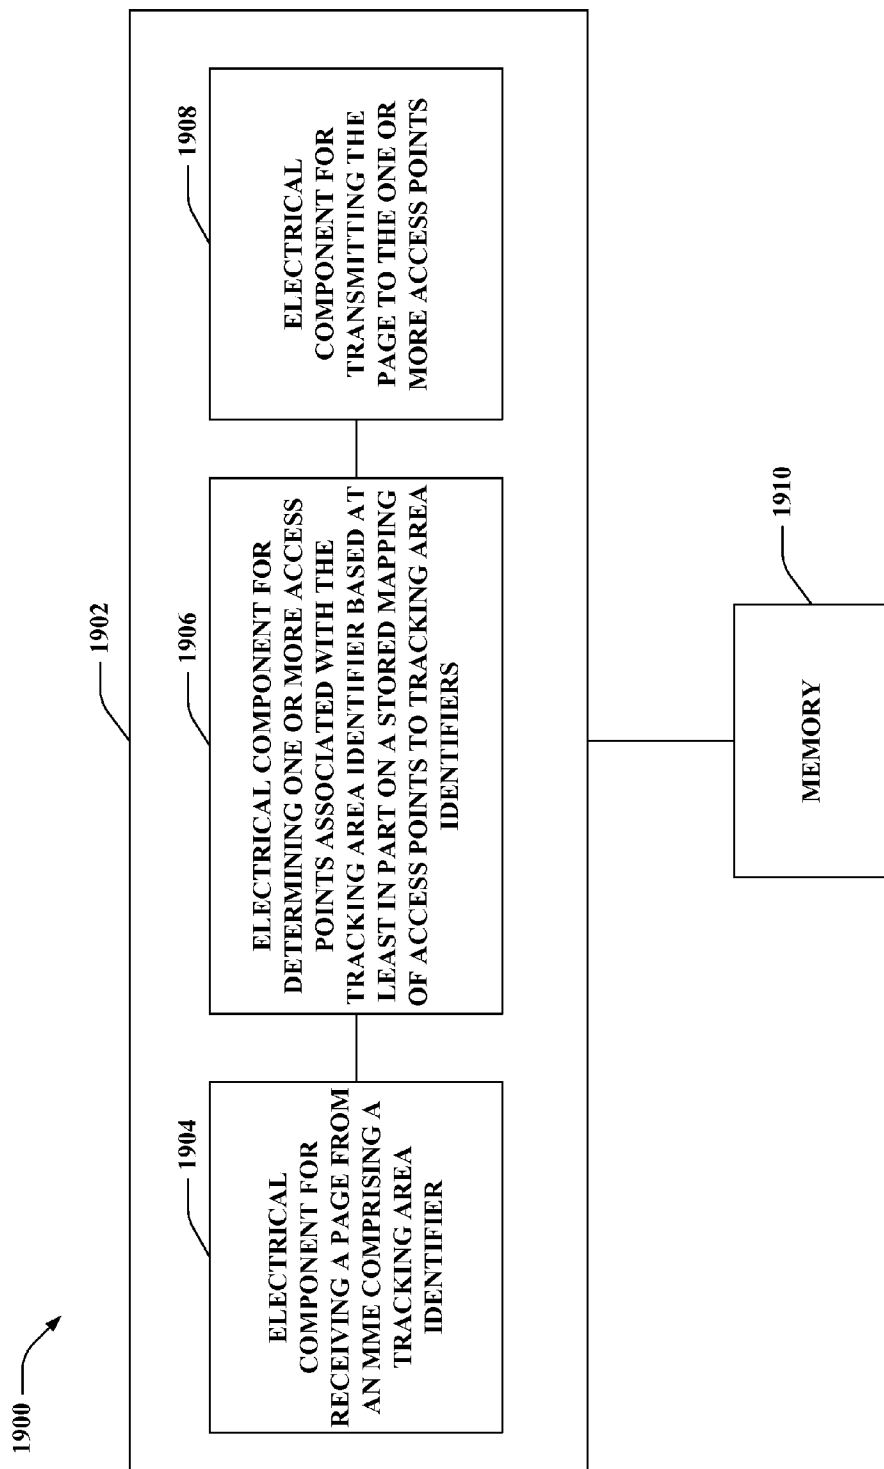 1900
1902
1904
ELECTRICAL
COMPONENT FOR
RECEIVING A PAGE FROM
AN MME COMPRISING A
TRACKING AREA
IDENTIFIER
1906
ELECTRICAL COMPONENT FOR
DETERMINING ONE OR MORE ACCESS
POINTS ASSOCIATED WITH THE
TRACKING AREA IDENTIFIER BASED AT
LEAST IN PART ON A STORED MAPPING
OF ACCESS POINTS TO TRACKING AREA
IDENTIFIERS
1908
ELECTRICAL
COMPONENT FOR
TRANSMITTING THE
PAGE TO THE ONE OR
MORE ACCESS POINTS
1910
MEMORY